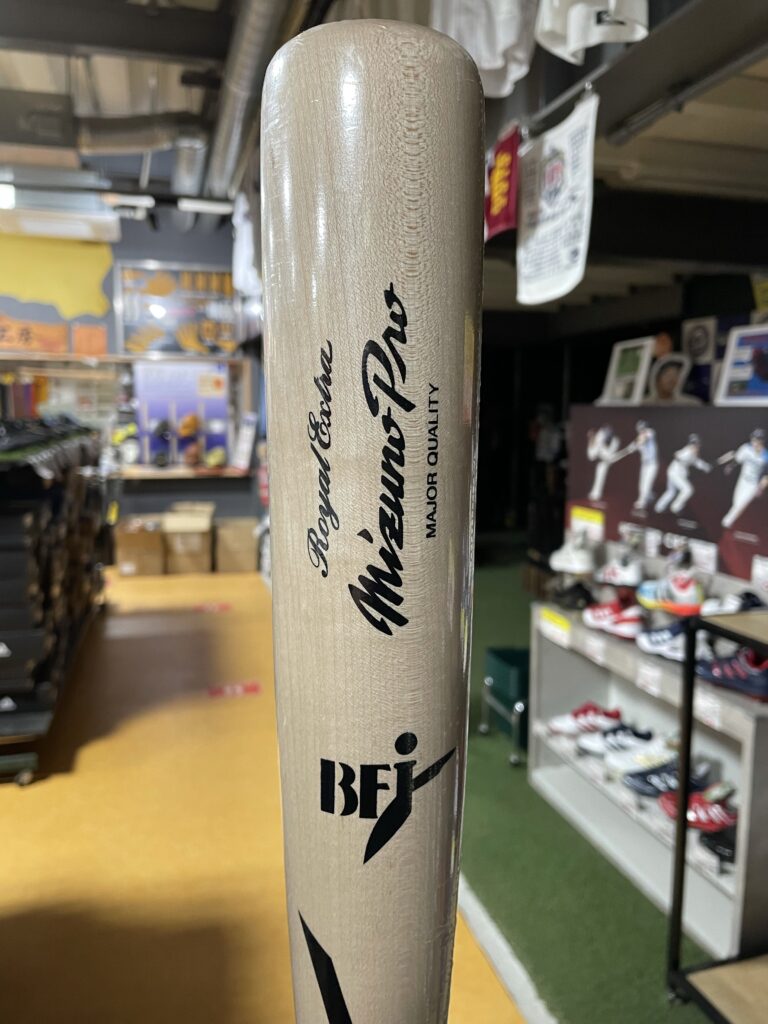 Royal Extra
Mizuno Pro
MAJOR QUALITY
BFj